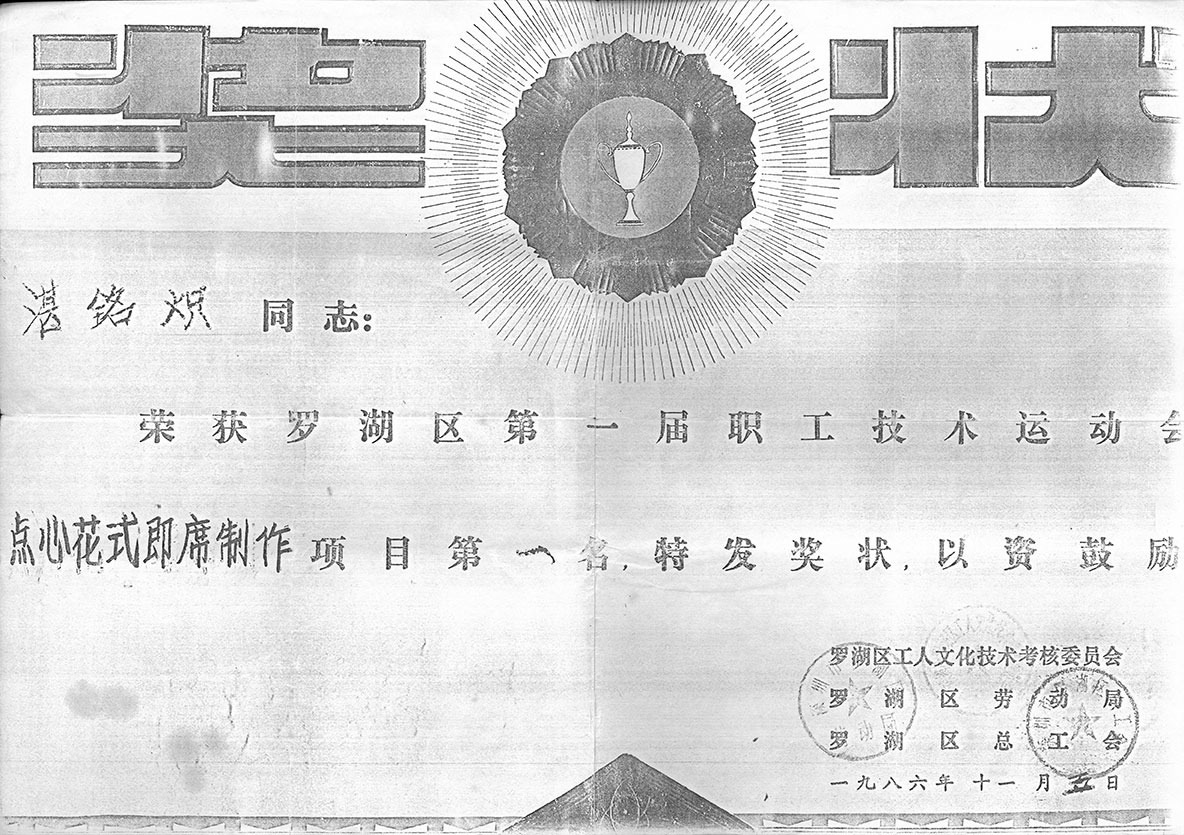 奖状
湛铭炽 同志:
荣获罗湖区第一届职工技术运动会
点心花式即席制作项目第一名,特发奖状,以资鼓励
罗湖区工人文化技术考核委员会
罗湖区劳动局
罗湖区总工会
一九八六年十一月五日